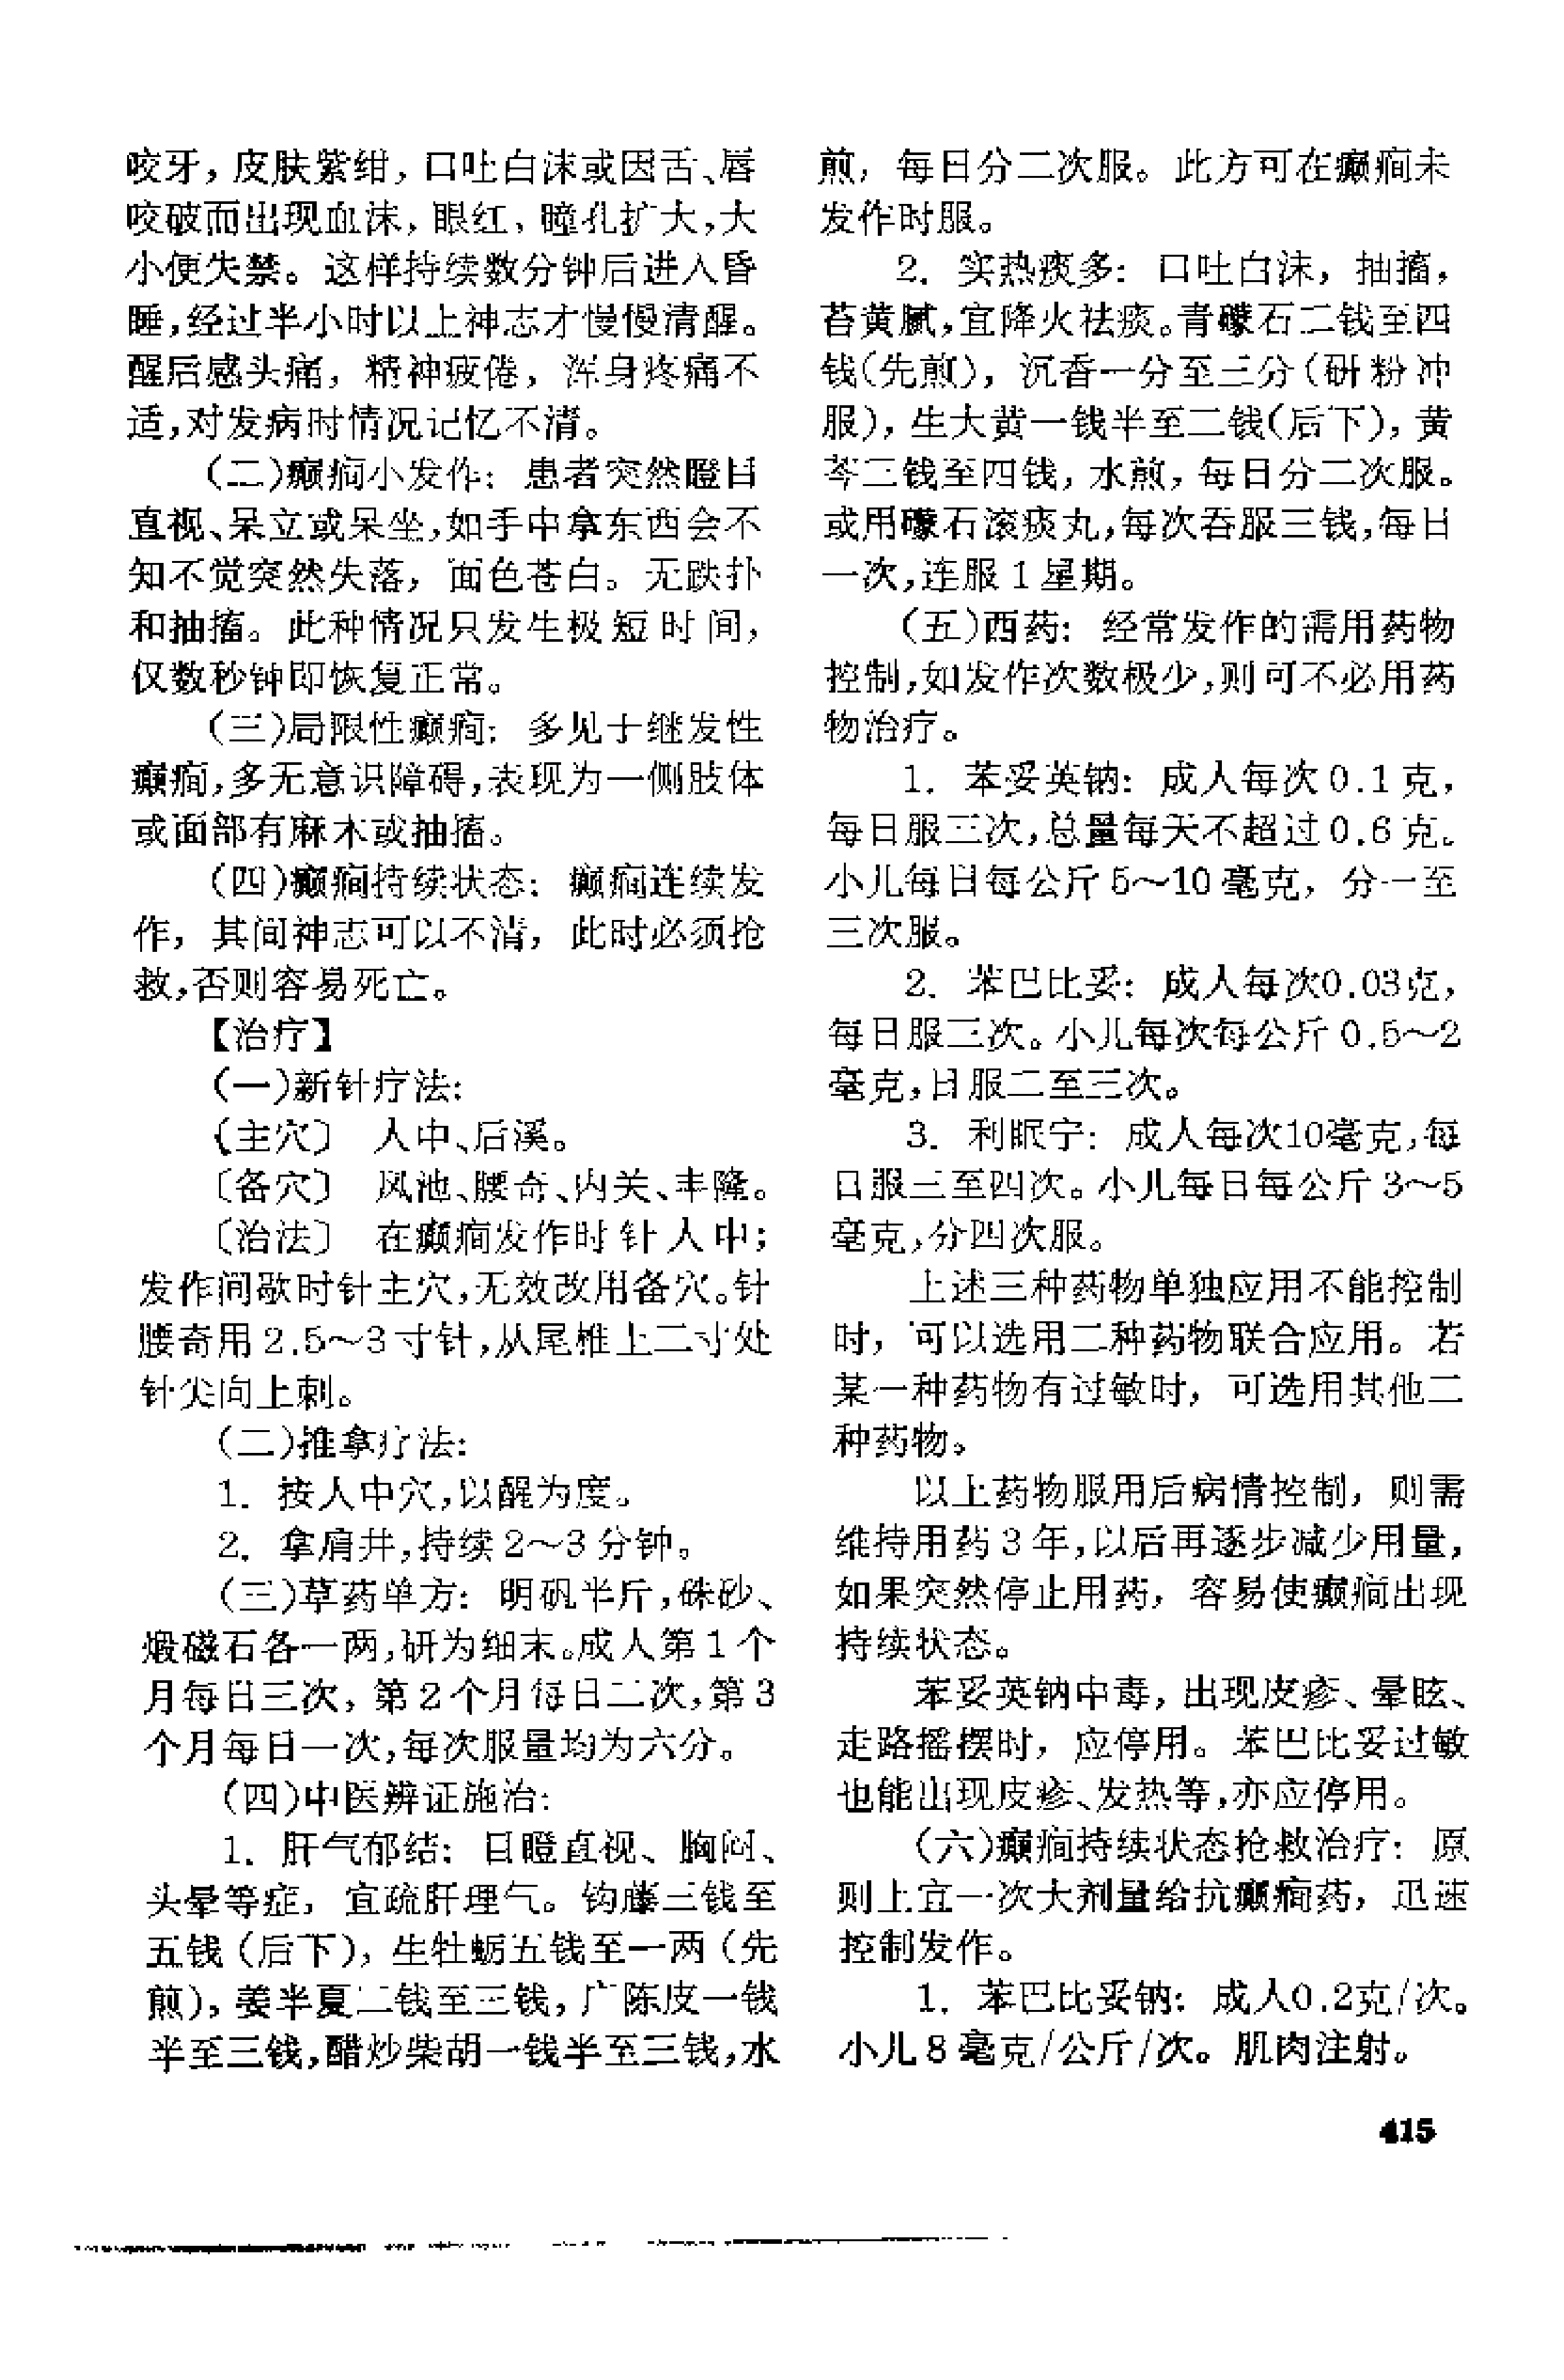 咬牙，皮肤紫绀，口吐白沫或因舌、唇
咬破而出现血沫，眼红，瞳孔扩大，大
小便失禁。这样持续数分钟后进入昏
睡，经过半小时以上神志才慢慢清醒。
醒后感头痛，精神疲倦，浑身疼痛不
适，对发病时情况记忆不清。
（二）癫痫小发作：患者突然瞪目
直视、呆立或呆坐，如手中拿东西会不
知不觉突然失落，面色苍白。无跌扑
和抽搐。此种情况只发生极短时间，
仅数秒钟即恢复正常。
（三）局限性癫痫：多见于继发性
癫痫，多无意识障碍，表现为一侧肢体
或面部有麻木或抽搐。
（四）癫痫持续状态：癫痫连续发
作，其间神志可以不清，此时必须抢
救，否则容易死亡。
【治疗】
（一）新针疗法：
〔主穴〕 人中、后溪。
〔备穴〕 风池、腰奇、内关、丰隆。
〔治法〕 在癫痫发作时针人中；
发作间歇时针主穴，无效改用备穴。针
腰奇用2.5～3寸针，从尾椎上二寸处
针尖向上刺。
（二）推拿疗法：
1. 按人中穴，以醒为度。
2. 拿肩井，持续2～3分钟。
（三）草药单方：明矾半斤，硃砂、
煅磁石各一两，研为细末。成人第1个
月每日三次，第2个月每日二次，第3
个月每日一次，每次服量均为六分。
（四）中医辨证施治：
1. 肝气郁结：目瞪直视、胸闷、
头晕等症，宜疏肝理气。钩藤三钱至
五钱（后下），生牡蛎五钱至一两（先
煎），姜半夏二钱至三钱，广陈皮一钱
半至三钱，醋炒柴胡一钱半至三钱，水
煎，每日分二次服。此方可在癫痫未
发作时服。
2. 实热痰多：口吐白沫，抽搐，
苔黄腻，宜降火祛痰。青礞石二钱至四
钱（先煎），沉香一分至三分（研粉冲
服），生大黄一钱半至二钱（后下），黄
芩三钱至四钱，水煎，每日分二次服。
或用礞石滚痰丸，每次吞服三钱，每日
一次，连服1星期。
（五）西药：经常发作的需用药物
控制，如发作次数极少，则可不必用药
物治疗。
1. 苯妥英钠：成人每次0.1克，
每日服三次，总量每天不超过0.6克。
小儿每日每公斤5～10毫克，分一至
三次服。
2. 苯巴比妥：成人每次0.03克，
每日服三次。小儿每次每公斤0.5～2
毫克，日服二至三次。
3. 利眠宁：成人每次10毫克，每
日服三至四次。小儿每日每公斤3～5
毫克，分四次服。
上述三种药物单独应用不能控制
时，可以选用二种药物联合应用。若
某一种药物有过敏时，可选用其他二
种药物。
以上药物服用后病情控制，则需
维持用药3年，以后再逐步减少用量，
如果突然停止用药，容易使癫痫出现
持续状态。
苯妥英钠中毒，出现皮疹、晕眩、
走路摇摆时，应停用。苯巴比妥过敏
也能出现皮疹、发热等，亦应停用。
（六）癫痫持续状态抢救治疗：原
则上宜一次大剂量给抗癫痫药，迅速
控制发作。
1. 苯巴比妥钠：成人0.2克/次。
小儿8毫克/公斤/次。肌肉注射。
415